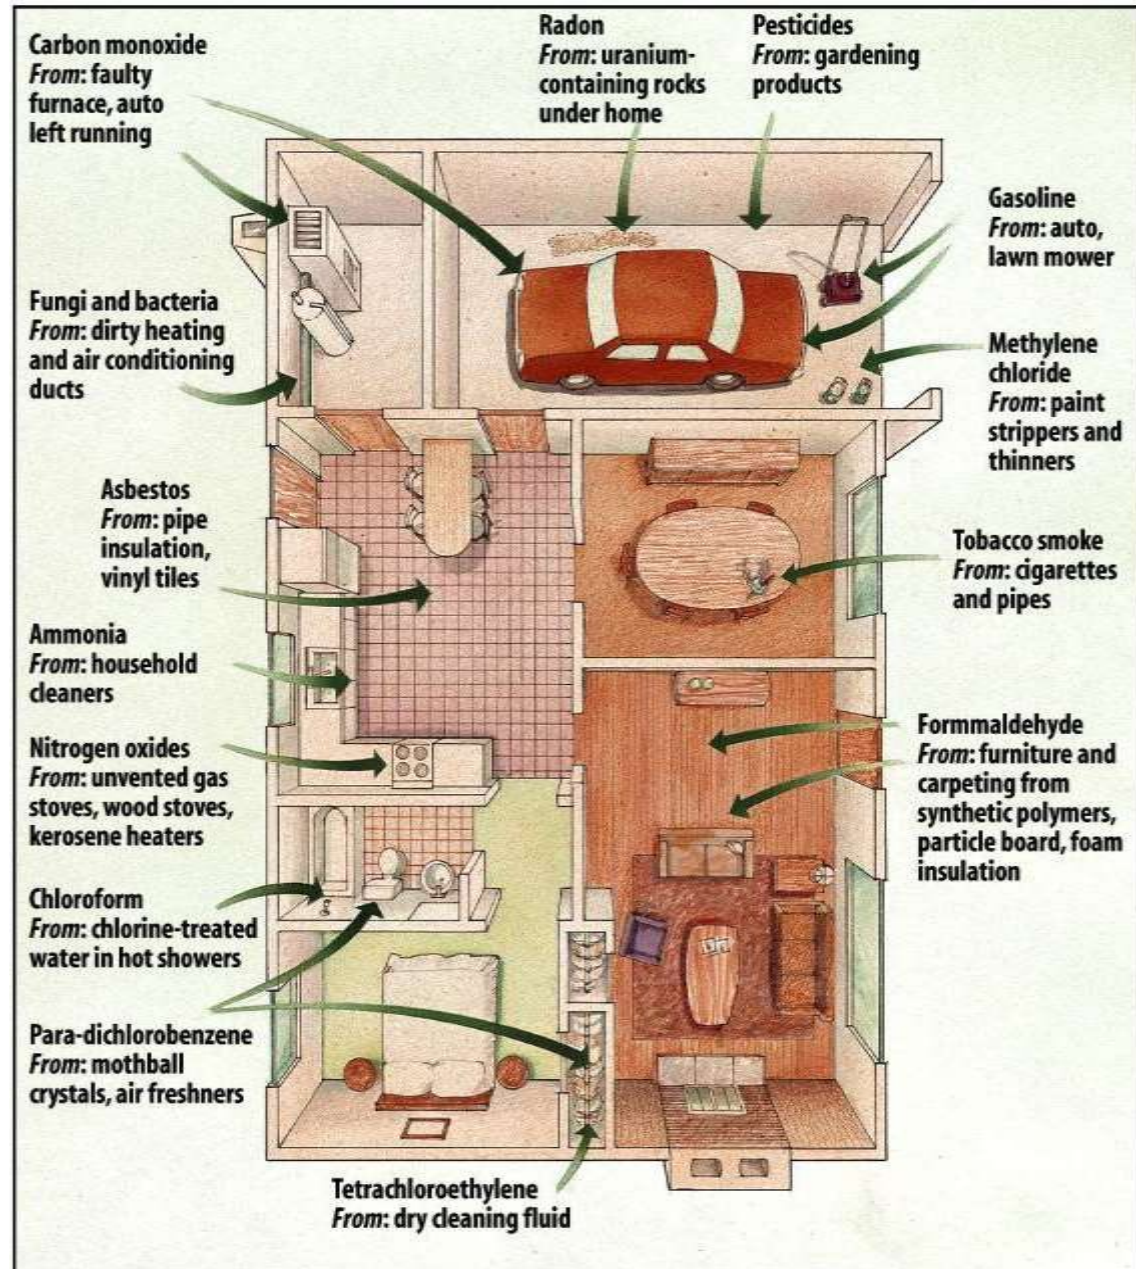 Carbon monoxide
From: faulty
furnace, auto
left running
Radon
From: uranium-
containing rocks
under home
Pesticides
From: gardening
products
Gasoline
From: auto,
lawn mower
Fungi and bacteria
From: dirty heating
and air conditioning
ducts
Methylene
chloride
From: paint
strippers and
thinners
Asbestos
From: pipe
insulation,
vinyl tiles
Tobacco smoke
From: cigarettes
and pipes
Ammonia
From: household
cleaners
Nitrogen oxides
From: unvented gas
stoves, wood stoves,
kerosene heaters
Formmaldehyde
From: furniture and
carpeting from
synthetic polymers,
particle board, foam
insulation
Chloroform
From: chlorine-treated
water in hot showers
Para-dichlorobenzene
From: mothball
crystals, air freshners
Tetrachloroethylene
From: dry cleaning fluid